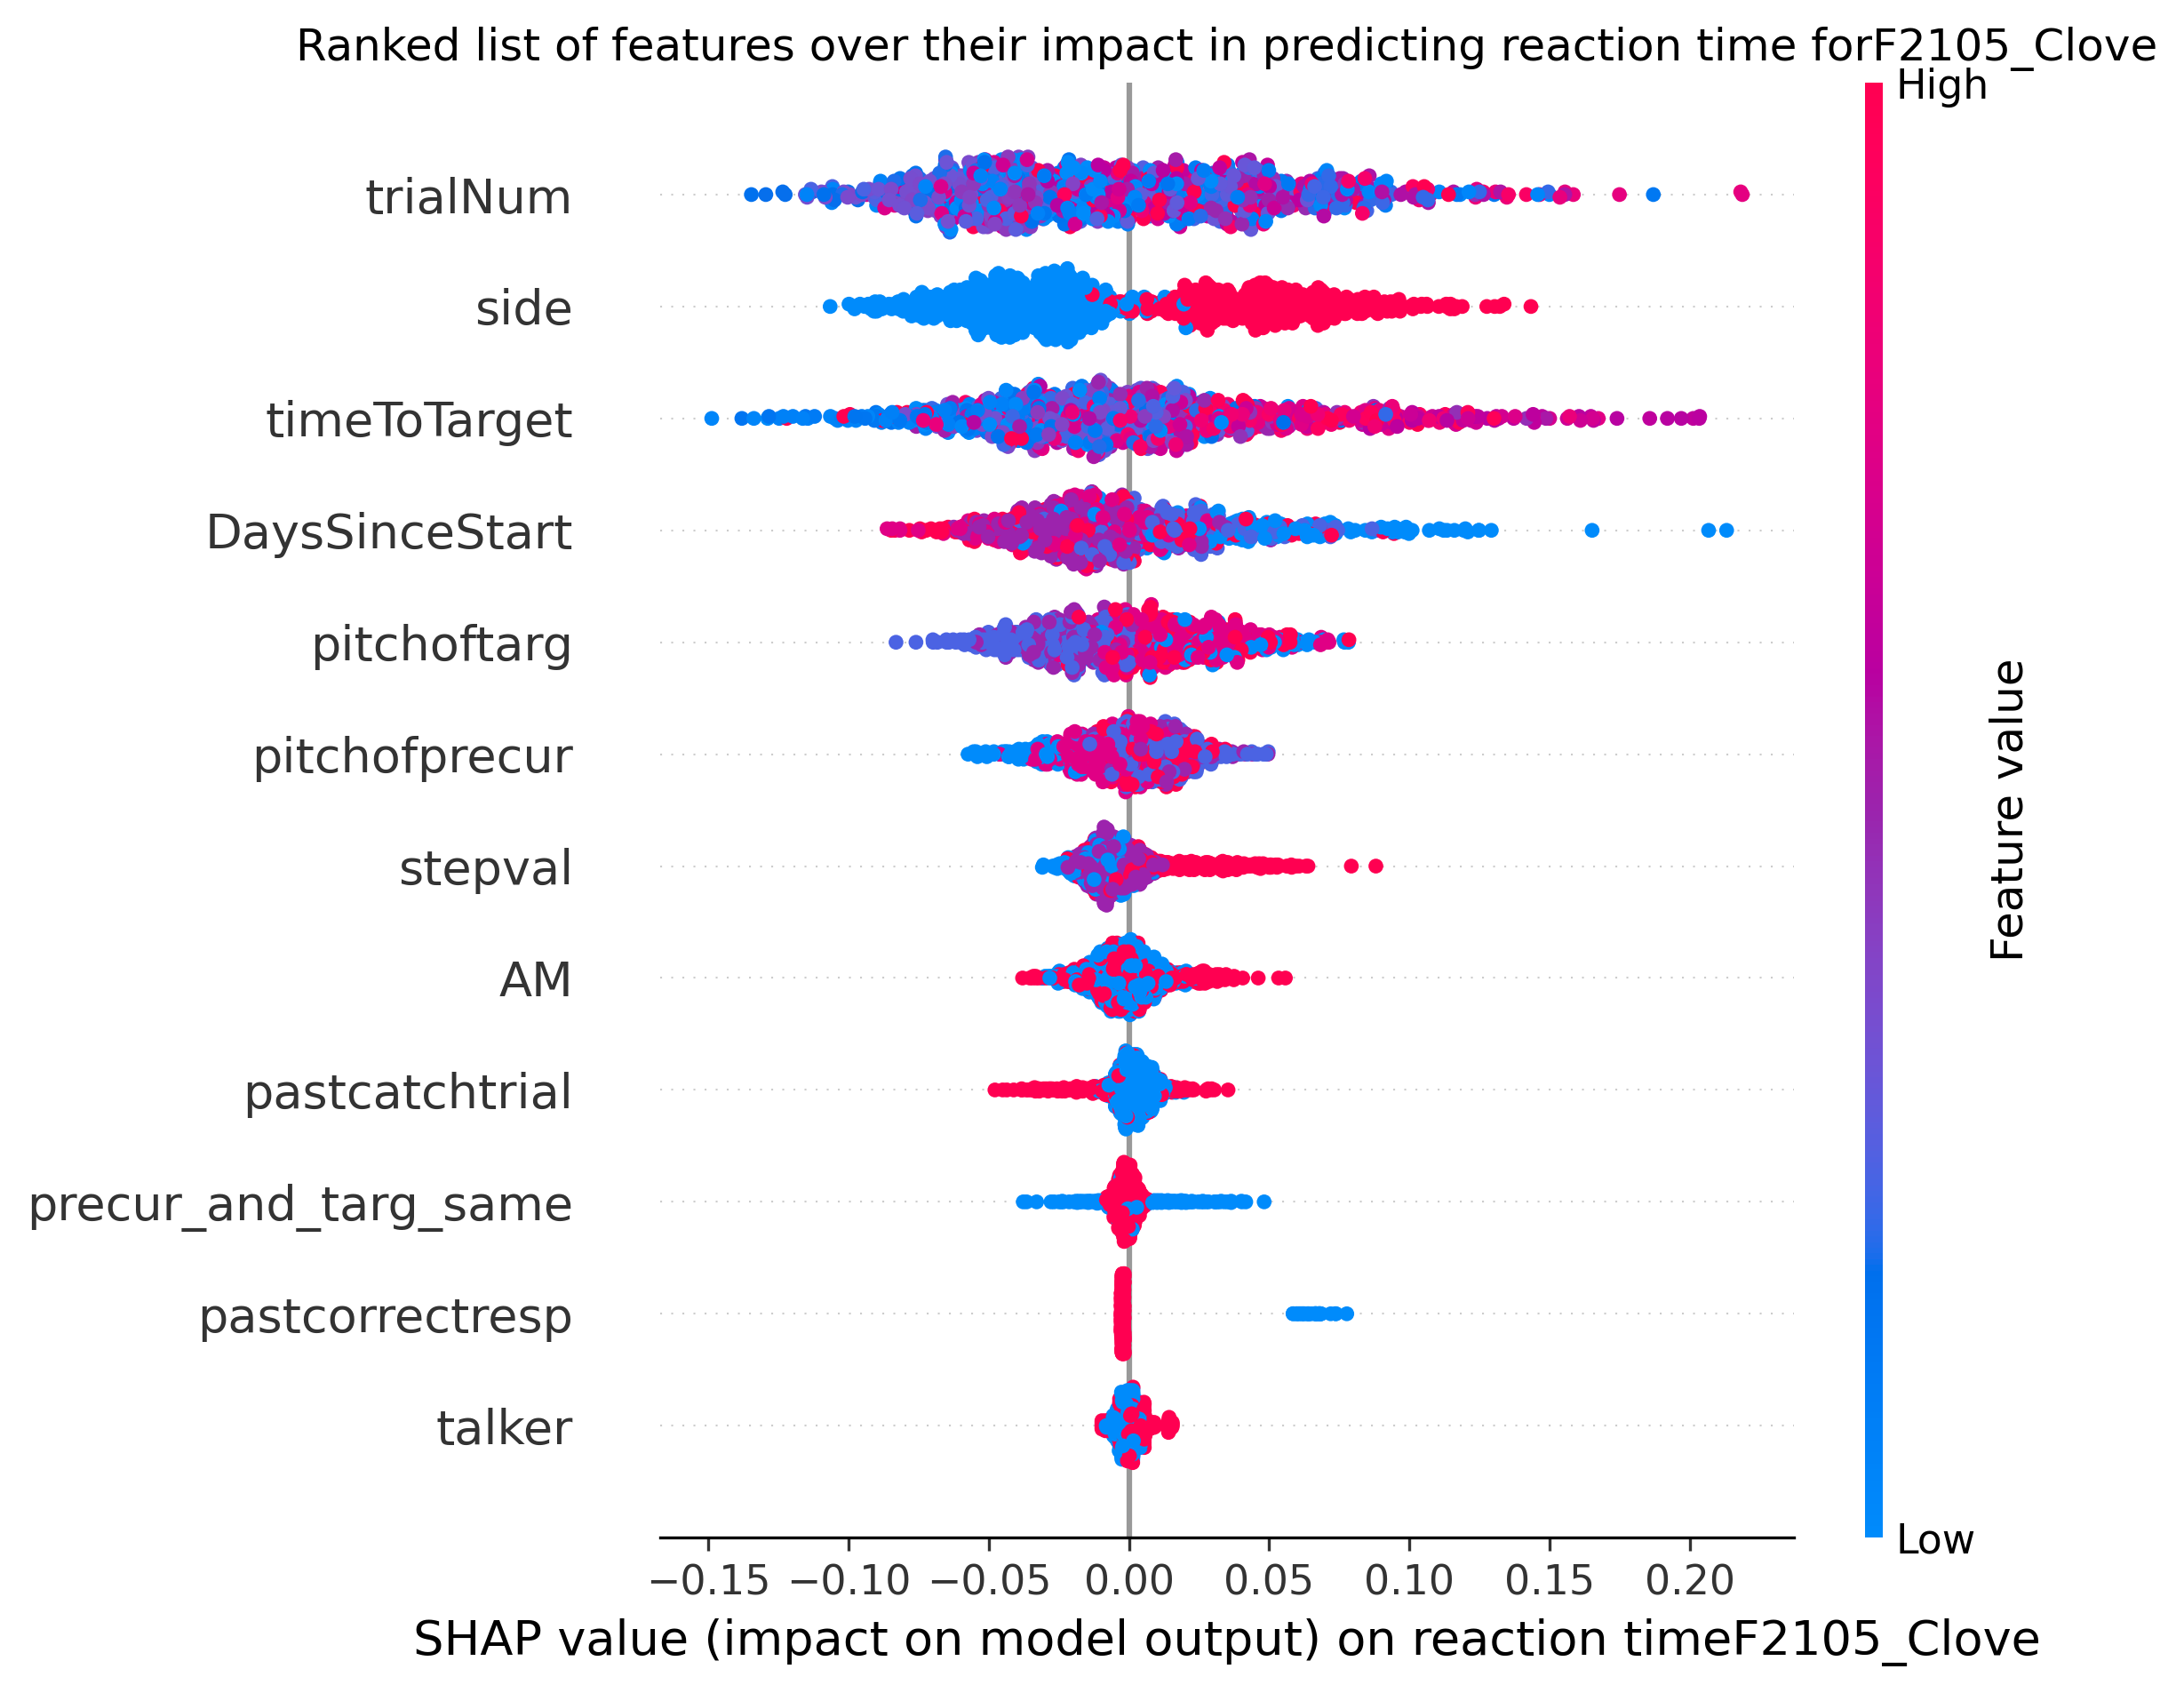 Ranked list of features over their impact in predicting reaction time forF2105_Clove
High
trialNum
side
timeToTarget
DaysSinceStart
pitchoftarg
pitchofprecur
stepval
AM
pastcatchtrial
precur_and_targ_same
pastcorrectresp
talker
Feature value
Low
−0.15 −0.10 −0.05 0.00 0.05 0.10 0.15 0.20
SHAP value (impact on model output) on reaction timeF2105_Clove